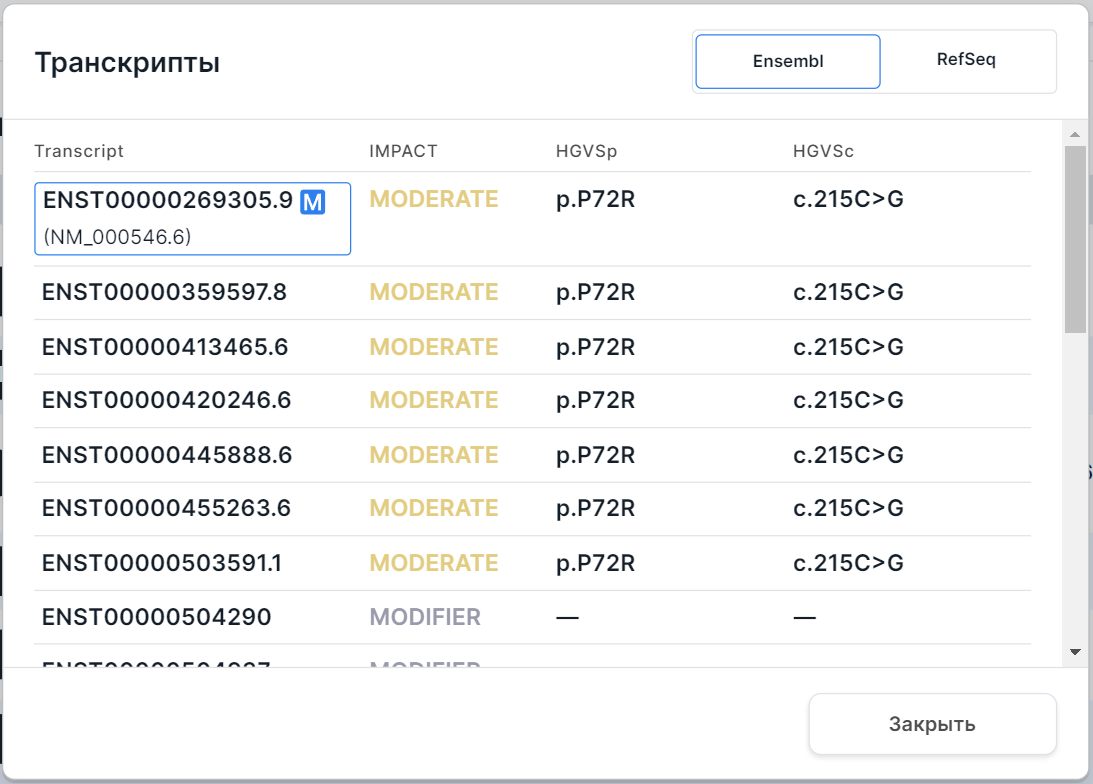 Транскрипты
Ensembl RefSeq
Transcript IMPACT HGVSp HGVSc
ENST00000269305.9 M MODERATE p.P72R c.215C>G
(NM_000546.6)
ENST00000359597.8 MODERATE p.P72R c.215C>G
ENST00000413465.6 MODERATE p.P72R c.215C>G
ENST00000420246.6 MODERATE p.P72R c.215C>G
ENST00000445888.6 MODERATE p.P72R c.215C>G
ENST00000455263.6 MODERATE p.P72R c.215C>G
ENST00000503591.1 MODERATE p.P72R c.215C>G
ENST00000504290 MODIFIER — —
MODIFIER
Закрыть